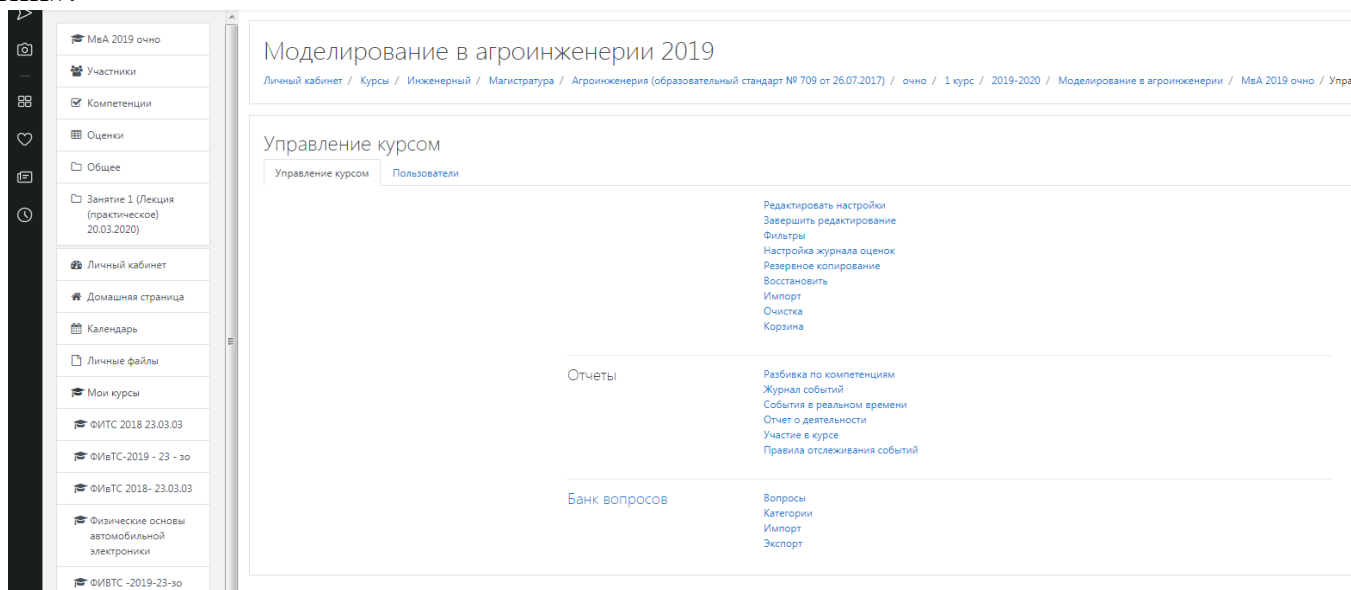 МвА 2019 очно
Участники
Компетенции
Оценки
Общее
Занятие 1 (Лекция
(практическое)
20.03.2020)
Личный кабинет
Домашняя страница
Календарь
Личные файлы
Мои курсы
ФИТС 2018 23.03.03
ФИвТС-2019 - 23 - зо
ФИвТС 2018- 23.03.03
Физические основы
автомобильной
электроники
ФИВТС -2019-23-зо
Моделирование в агроинженерии 2019
Личный кабинет / Курсы / Инженерный / Магистратура / Агроинженерия (образовательный стандарт № 709 от 26.07.2017) / очно / 1 курс / 2019-2020 / Моделирование в агроинженерии / МвА 2019 очно / Упра
Управление курсом
Управление курсом Пользователи
Редактировать настройки
Завершить редактирование
Фильтры
Настройка журнала оценок
Резервное копирование
Восстановить
Импорт
Очистка
Корзина
Отчеты
Разбивка по компетенциям
Журнал событий
События в реальном времени
Отчет о деятельности
Участие в курсе
Правила отслеживания событий
Банк вопросов
Вопросы
Категории
Импорт
Экспорт